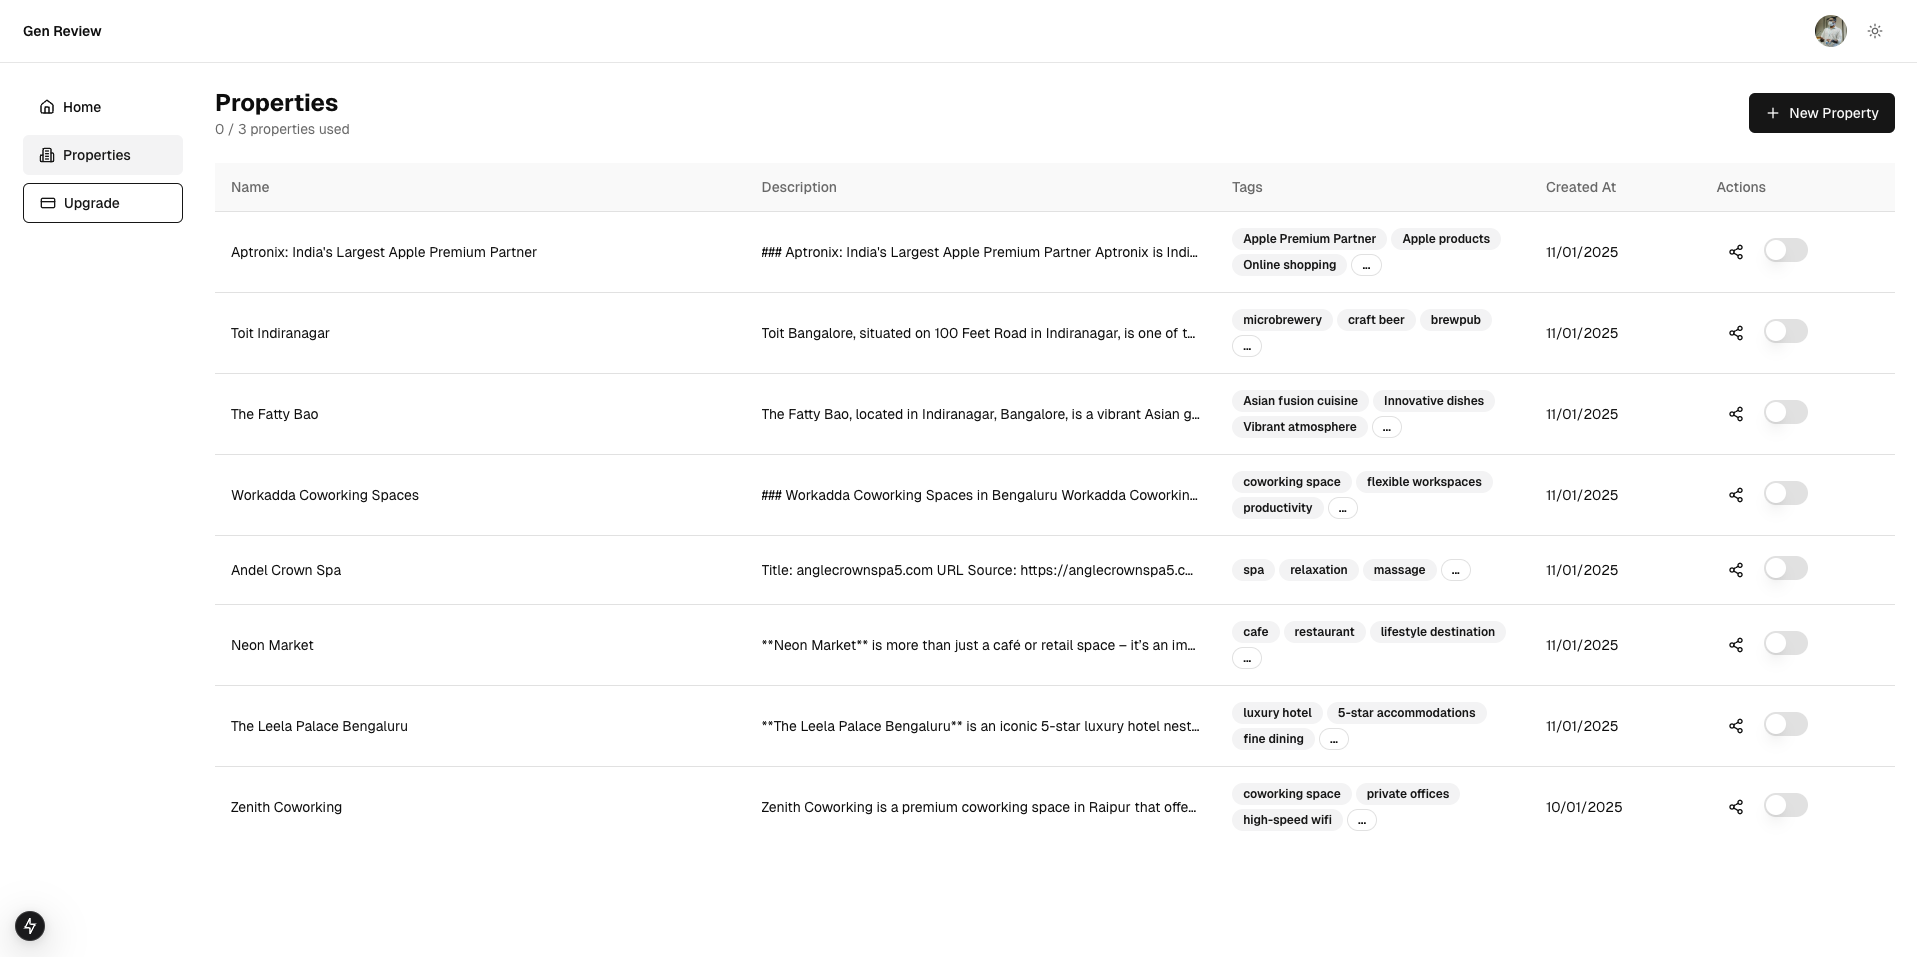 Gen Review
Home
Properties
Upgrade
Properties
0 / 3 properties used
New Property
Name Description Tags Created At Actions
Aptronix: India's Largest Apple Premium Partner ### Aptronix: India's Largest Apple Premium Partner Aptronix is Indi... Apple Premium Partner Apple products 11/01/2025
Online shopping ...
Toit Indiranagar Toit Bangalore, situated on 100 Feet Road in Indiranagar, is one of t... microbrewery craft beer brewpub 11/01/2025
...
The Fatty Bao The Fatty Bao, located in Indiranagar, Bangalore, is a vibrant Asian g... Asian fusion cuisine Innovative dishes 11/01/2025
Vibrant atmosphere ...
Workadda Coworking Spaces ### Workadda Coworking Spaces in Bengaluru Workadda Coworkin... coworking space flexible workspaces 11/01/2025
productivity ...
Andel Crown Spa Title: anglecrownspa5.com URL Source: https://anglecrownspa5.c... spa relaxation massage ... 11/01/2025
Neon Market **Neon Market** is more than just a café or retail space – it’s an im... cafe restaurant lifestyle destination 11/01/2025
...
The Leela Palace Bengaluru **The Leela Palace Bengaluru** is an iconic 5-star luxury hotel nest... luxury hotel 5-star accommodations 11/01/2025
fine dining ...
Zenith Coworking Zenith Coworking is a premium coworking space in Raipur that offe... coworking space private offices 10/01/2025
high-speed wifi ...